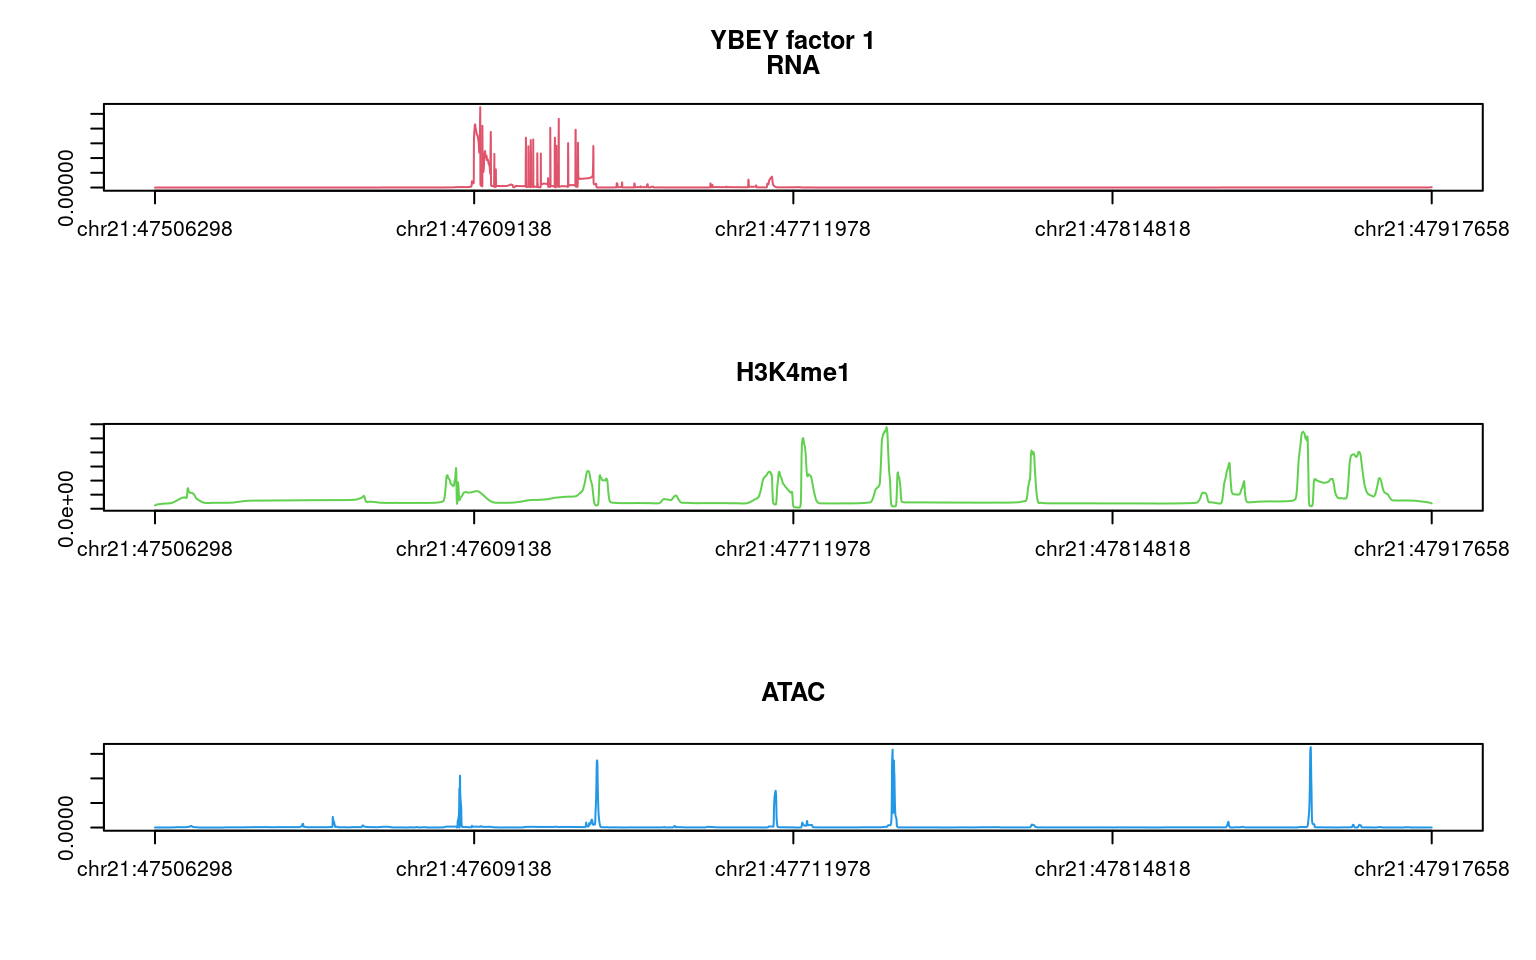 YBEY factor 1
RNA
0.00000
chr21:47506298 chr21:47609138 chr21:47711978 chr21:47814818 chr21:47917658
H3K4me1
0.0e+00
chr21:47506298 chr21:47609138 chr21:47711978 chr21:47814818 chr21:47917658
ATAC
0.0000
chr21:47506298 chr21:47609138 chr21:47711978 chr21:47814818 chr21:47917658